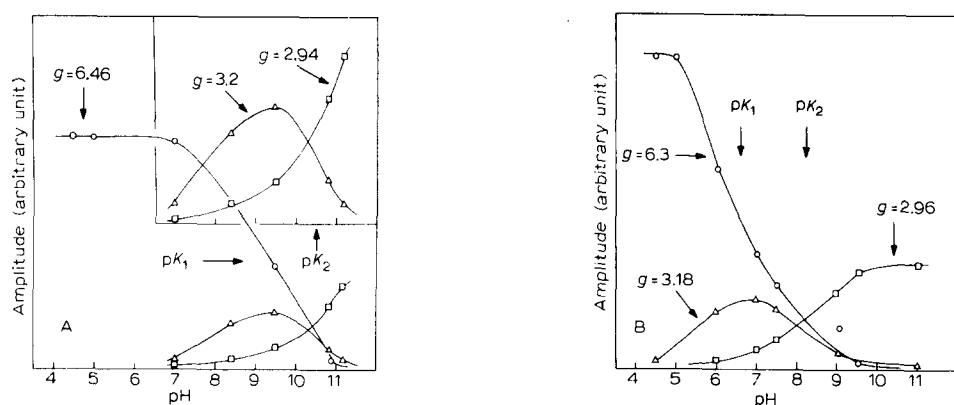 Amplitude (arbitrary unit)
g=6.46
g=3.2
g=2.94
pK₁
pK₂
A
4 5 6 7 8 9 10 11
pH
Amplitude (arbitrary unit)
g=6.3
pK₁
pK₂
g=2.96
g=3.18
B
4 5 6 7 8 9 10 11
pH